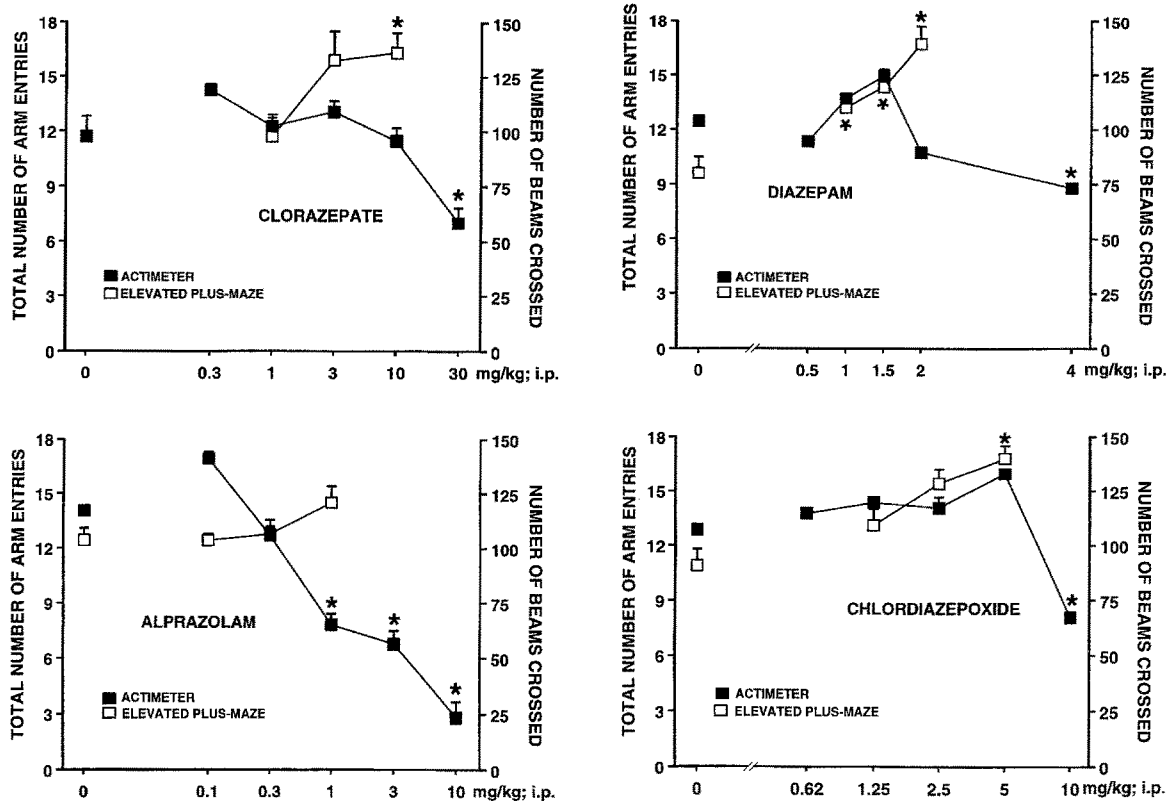 TOTAL NUMBER OF ARM ENTRIES
18
15
12
9
6
3
0
*
*
CLORAZEPATE
ACTIMETER
ELEVATED PLUS-MAZE
150
125
100
75
50
25
0
NUMBER OF BEAMS CROSSED
0 0.3 1 3 10 30 mg/kg; i.p.
TOTAL NUMBER OF ARM ENTRIES
18
15
12
9
6
3
0
*
*
*
*
DIAZEPAM
ACTIMETER
ELEVATED PLUS-MAZE
150
125
100
75
50
25
0
NUMBER OF BEAMS CROSSED
0 0.5 1 1.5 2 4 mg/kg; i.p.
TOTAL NUMBER OF ARM ENTRIES
18
15
12
9
6
3
0
*
*
*
ALPRAZOLAM
ACTIMETER
ELEVATED PLUS-MAZE
150
125
100
75
50
25
0
NUMBER OF BEAMS CROSSED
0 0.1 0.3 1 3 10 mg/kg; i.p.
TOTAL NUMBER OF ARM ENTRIES
18
15
12
9
6
3
0
*
*
CHLORDIAZEPOXIDE
ACTIMETER
ELEVATED PLUS-MAZE
150
125
100
75
50
25
0
NUMBER OF BEAMS CROSSED
0 0.62 1.25 2.5 5 10 mg/kg; i.p.